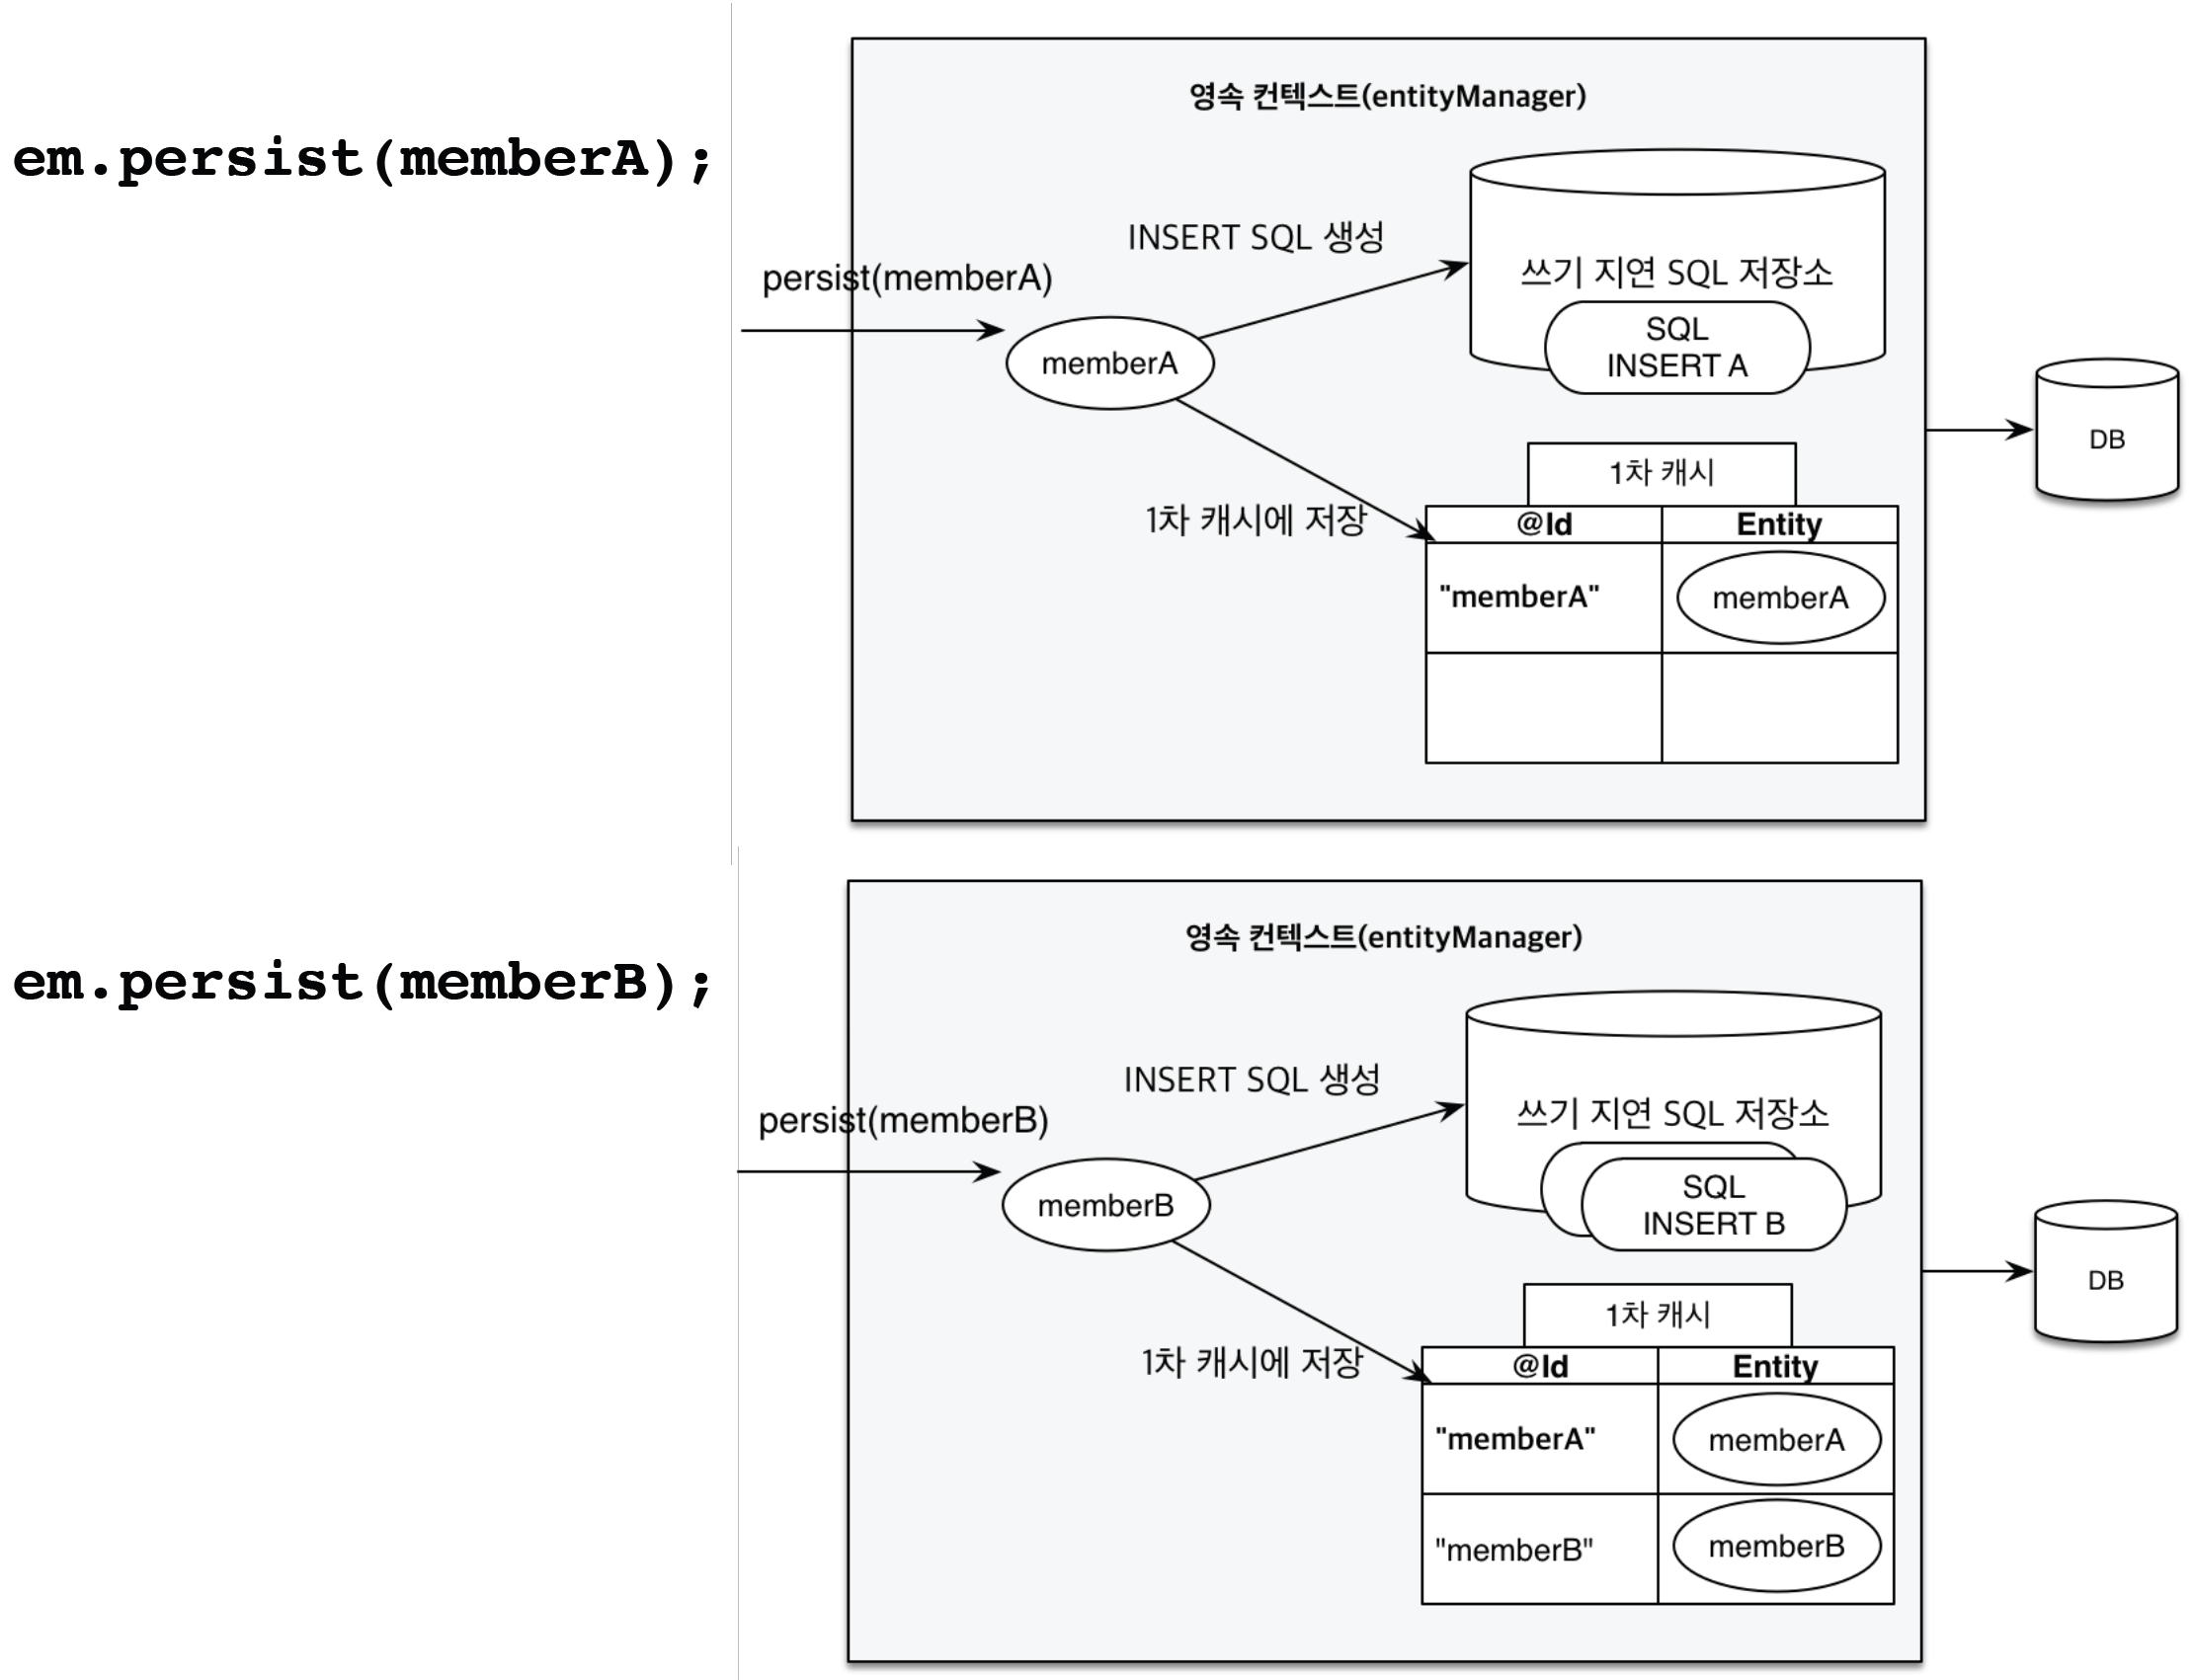 em.persist(memberA);
영속 컨텍스트(entityManager)
persist(memberA)
INSERT SQL 생성
쓰기 지연 SQL 저장소
SQL
INSERT A
memberA
DB
1차 캐시에 저장
1차 캐시
@Id Entity
"memberA" memberA
em.persist(memberB);
영속 컨텍스트(entityManager)
persist(memberB)
INSERT SQL 생성
쓰기 지연 SQL 저장소
SQL
INSERT B
memberB
DB
1차 캐시에 저장
1차 캐시
@Id Entity
"memberA" memberA
"memberB" memberB